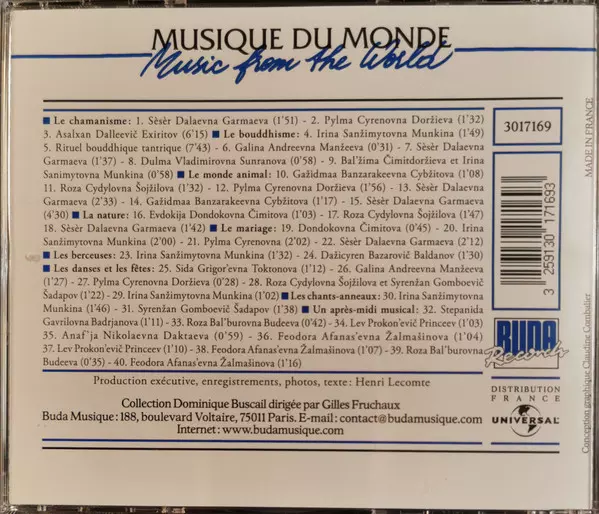 MUSIQUE DU MONDE
Music from the World
■ Le chamanisme: 1. Sèsèr Dalaevna Garmaeva (1'51) - 2. Pylma Cyrenovna Doržieva (1'32)
3. Asalxan Dalleevič Exiritov (6'15) ■ Le bouddhisme: 4. Irina Sanžimytovna Munkina (1'49)
5. Rituel bouddhique tantrique (7'43) - 6. Galina Andreevna Manžeeva (0'31) - 7. Sèsèr Dalaevna
Garmaeva (1'37) - 8. Dulma Vladimirovna Sunranova (0'58) - 9. Bal'žima Čimirdoržieva et Irina
Sanimytovna Munkina (0'58) ■ Le monde animal: 10. Gažidmaa Banzarakeevna Cybžitova (1'08)
11. Roza Cydylovna Šojžilova (1'32) - 12. Pylma Cyrenovna Doržieva (1'56) - 13. Sèsèr Dalaevna
Garmaeva (2'33) - 14. Gažidmaa Banzarakeevna Cybžitova (1'17) - 15. Sèsèr Dalaevna Garmaeva
(4'30) ■ La nature: 16. Evdokija Dondokovna Čimitova (1'03) - 17. Roza Cydylovna Šojžilova (1'47)
18. Sèsèr Dalaevna Garmaeva (1'42) ■ Le mariage: 19. Dondokovna Čimitova (0'45) - 20. Irina
Sanžimytovna Munkina (2'00) - 21. Pylma Cyrenovna (2'02) - 22. Sèsèr Dalaevna Garmaeva (2'12)
■ Les berceuses: 23. Irina Sanžimytovna Munkina (1'32) - 24. Dažicyren Bazarovič Baldanov (1'30)
■ Les danses et les fêtes: 25. Sida Grigor'evna Toktonova (1'12) - 26. Galina Andreevna Manžeeva
(1'27) - 27. Pylma Cyrenovna Doržieva (0'28) - 28. Roza Cydylovna Šojžilova et Syrenžan Gomboevič
Šadapov (1'22) - 29. Irina Sanžimytovna Munkina (1'02) ■ Les chants-anneaux: 30. Irina Sanžimytovna
Munkina (1'46) - 31. Syrenžan Gomboevič Šadapov (1'38) ■ Un après-midi musical: 32. Stepanida
Gavrilovna Badrjanova (1'11) - 33. Roza Bal'burovna Budeeva (0'42) - 34. Lev Prokon'evič Princeev (1'03)
35. Anaf'ja Nikolaevna Daktaeva (0'59) - 36. Feodora Afanas'evna Žalmašinova (1'04)
37. Lev Prokon'evič Princeev (1'10) - 38. Feodora Afanas'evna Žalmašinova (1'07) - 39. Roza Bal'burovna
Budeeva (0'35) - 40. Feodora Afanas'evna Žalmašinova (1'16)
Production exécutive, enregistrements, photos, texte : Henri Lecomte
Collection Dominique Buscail dirigée par Gilles Fruchaux
Buda Musique : 188, boulevard Voltaire, 75011 Paris. E-mail : contact@budamusique.com
Internet : www.budamusique.com
3017169
3 259130 171693
BUDA
Records
DISTRIBUTION
FRANCE
UNIVERSAL
MADE IN FRANCE
Conception graphique Claudine Combalier